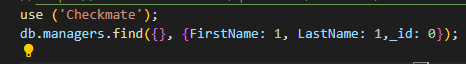 use ('Checkmate');
db.managers.find({}, {FirstName: 1, LastName: 1,_id: 0});